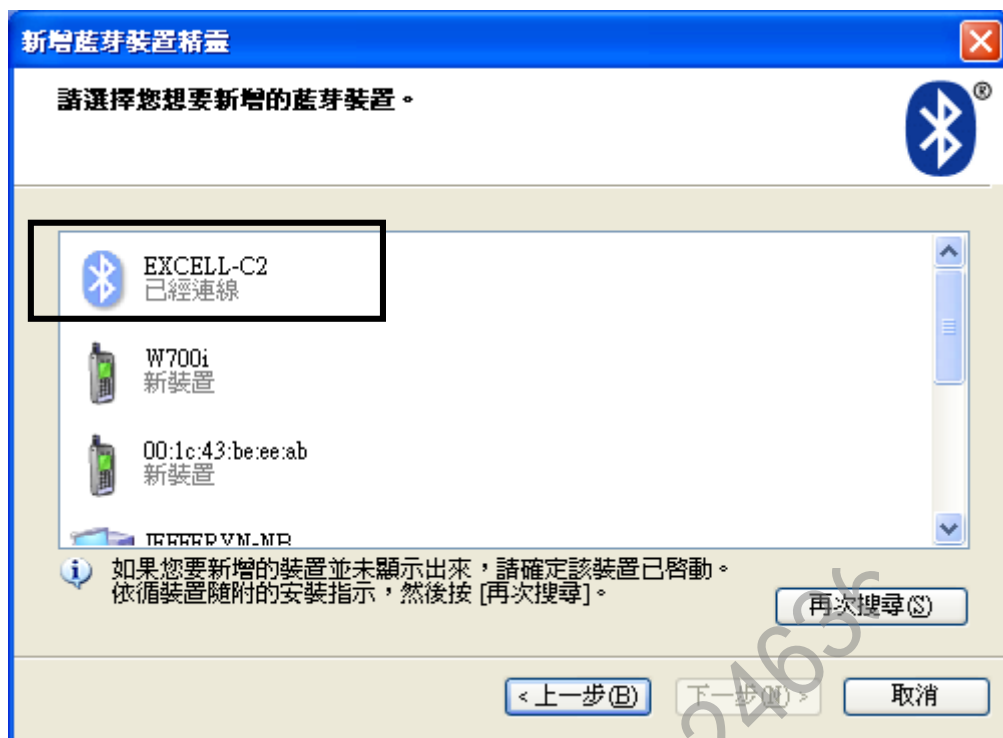 新增藍芽裝置精靈
請選擇您想要新增的藍芽裝置。
®
EXCELL-C2
已經連線
W700i
新裝置
00:1c:43:be:ee:ab
新裝置
如果您要新增的裝置並未顯示出來，請確定該裝置已啓動。
依循裝置隨附的安裝指示，然後按 [再次搜尋]。
再次搜尋(S)
< 上一步(B)
下一步(N) >
取消